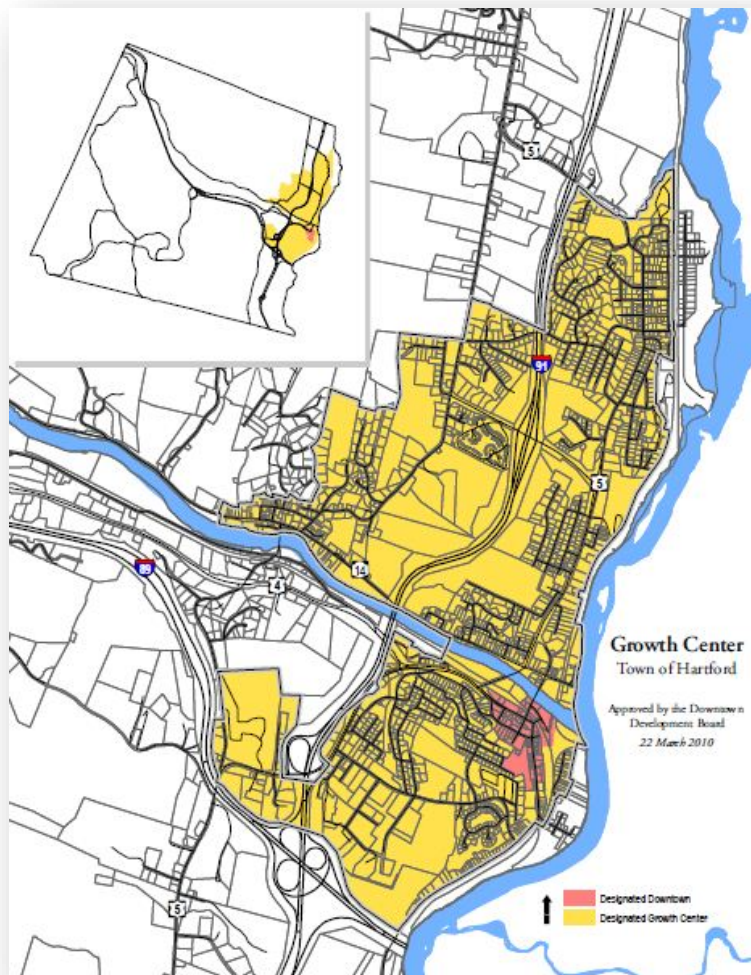 5
91
5
14
89
4
Growth Center
Town of Hartford
Approved by the Downtown
Development Board
22 March 2010
5
Designated Downtown
Designated Growth Center